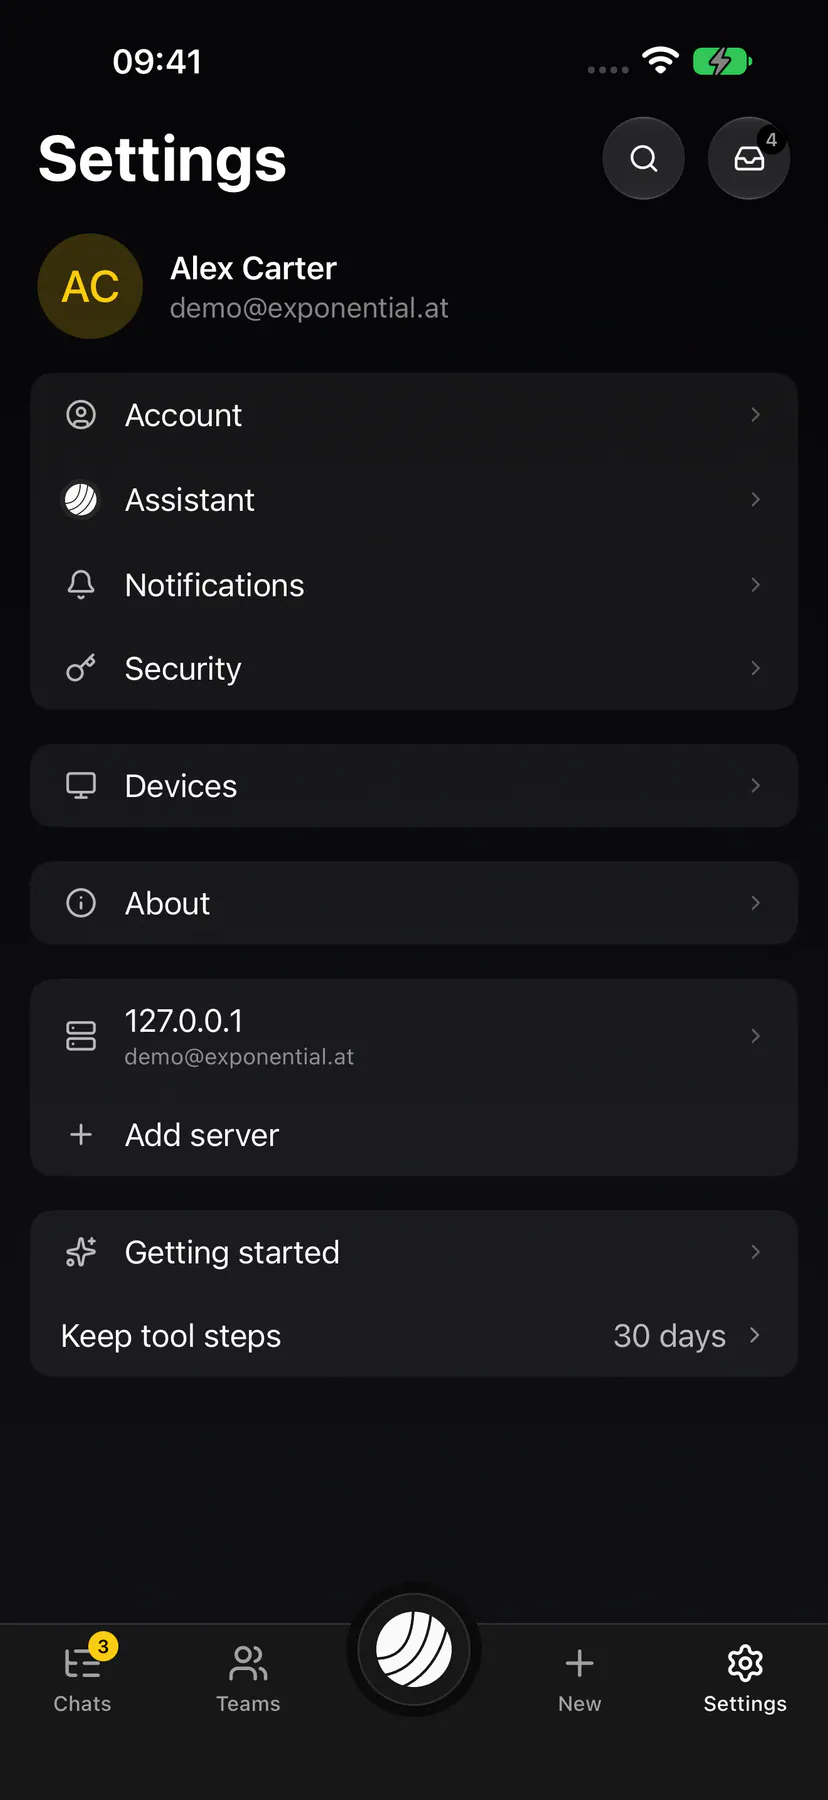 09:41
Settings
4
AC
Alex Carter
demo@exponential.at
Account
Assistant
Notifications
Security
Devices
About
127.0.0.1
demo@exponential.at
Add server
Getting started
Keep tool steps 30 days
3
Chats
Teams
New
Settings